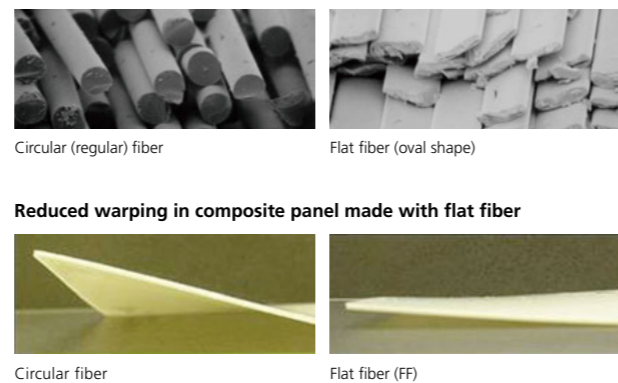 Circular (regular) fiber
Flat fiber (oval shape)
Reduced warping in composite panel made with flat fiber
Circular fiber
Flat fiber (FF)